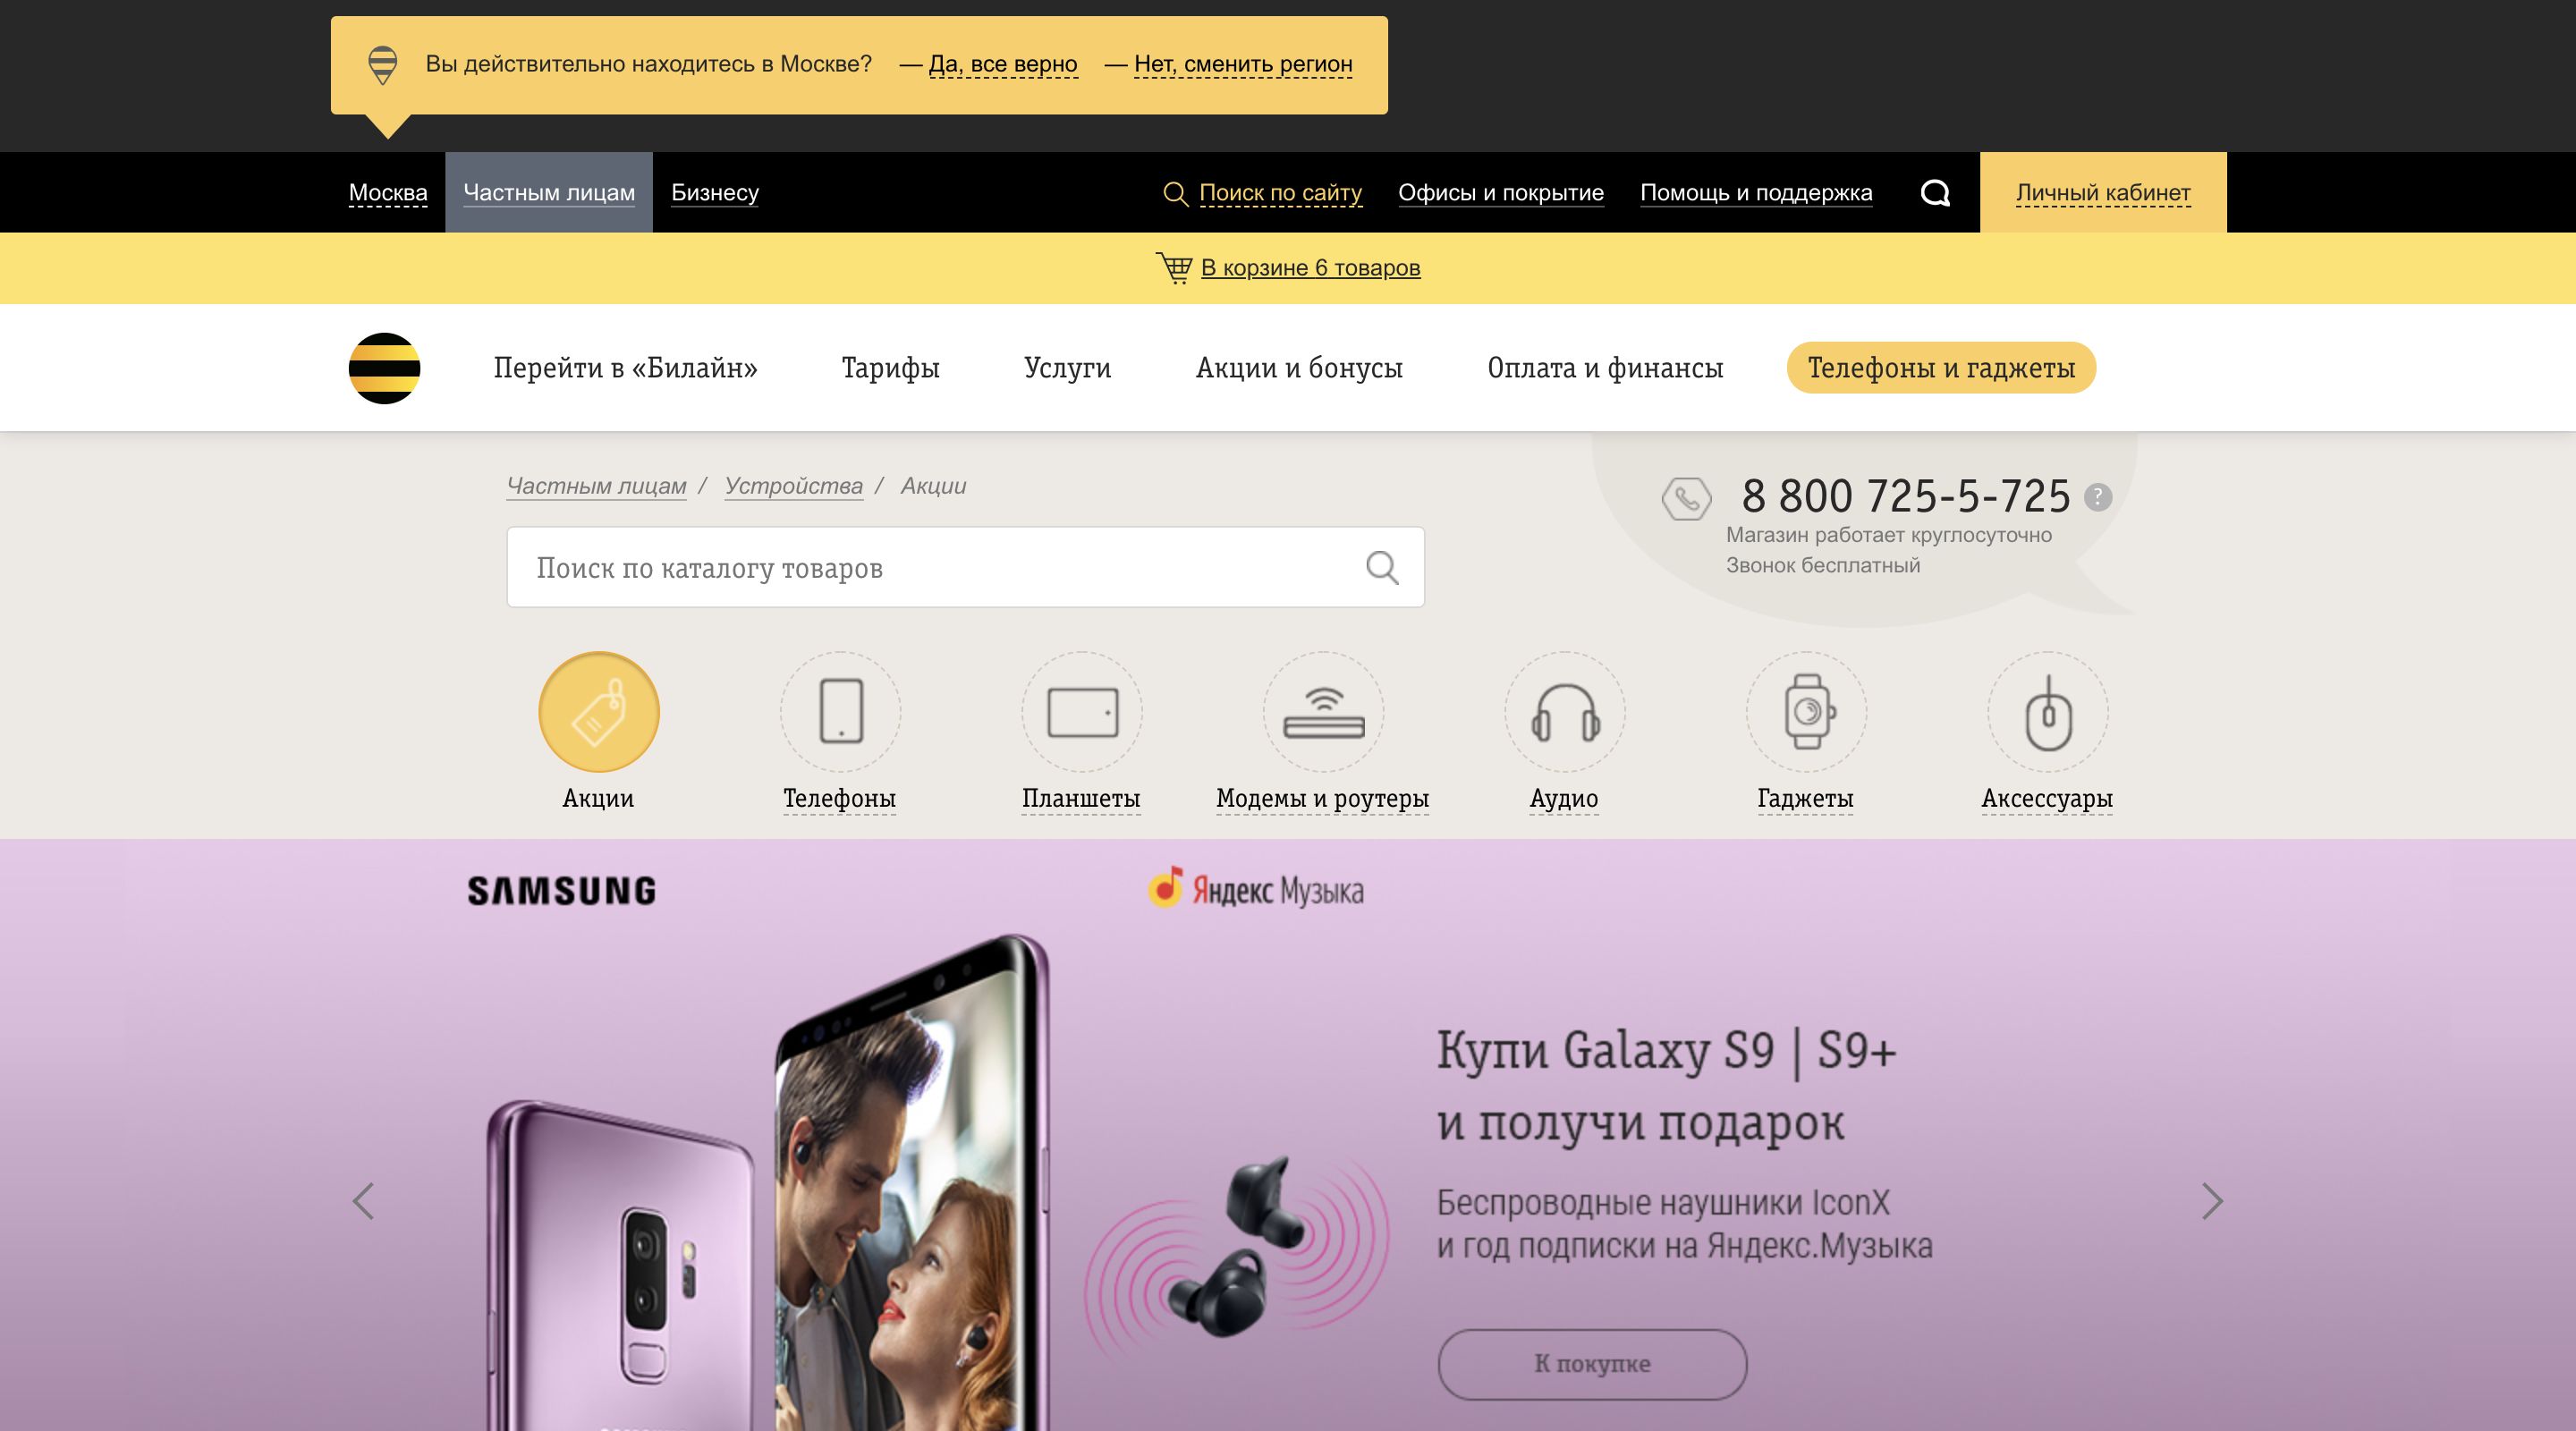 Вы действительно находитесь в Москве? — Да, все верно — Нет, сменить регион
Москва Частным лицам Бизнесу Поиск по сайту Офисы и покрытие Помощь и поддержка Личный кабинет
В корзине 6 товаров
Перейти в «Билайн» Тарифы Услуги Акции и бонусы Оплата и финансы Телефоны и гаджеты
Частным лицам / Устройства / Акции
8 800 725-5-725 ?
Магазин работает круглосуточно
Звонок бесплатный
Поиск по каталогу товаров
Акции Телефоны Планшеты Модемы и роутеры Аудио Гаджеты Аксессуары
SAMSUNG Яндекс Музыка
Купи Galaxy S9 | S9+
и получи подарок
Беспроводные наушники IconX
и год подписки на Яндекс.Музыка
К покупке